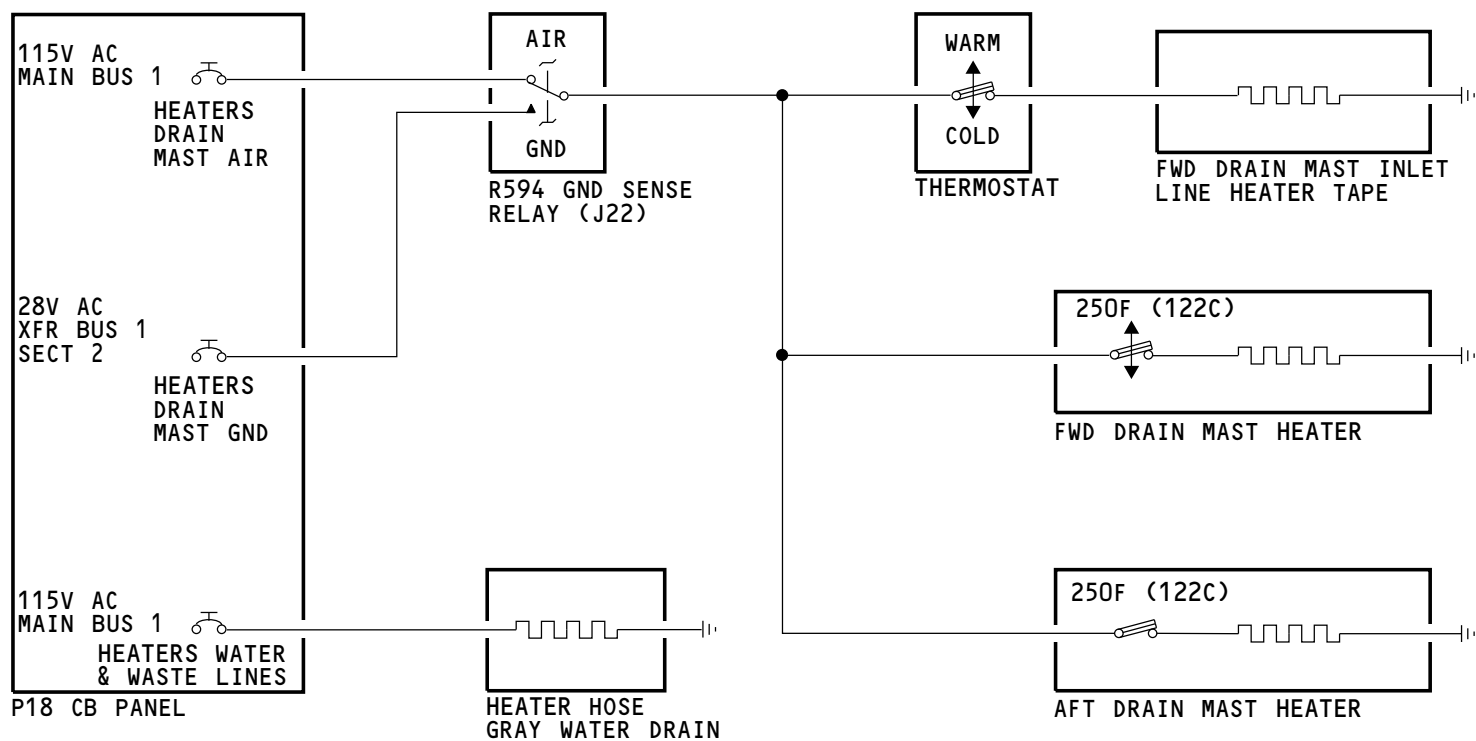 115V AC
MAIN BUS 1
HEATERS
DRAIN
MAST AIR
28V AC
XFR BUS 1
SECT 2
HEATERS
DRAIN
MAST GND
115V AC
MAIN BUS 1
HEATERS WATER
& WASTE LINES
P18 CB PANEL
AIR
GND
R594 GND SENSE
RELAY (J22)
HEATER HOSE
GRAY WATER DRAIN
WARM
COLD
THERMOSTAT
FWD DRAIN MAST INLET
LINE HEATER TAPE
250F (122C)
FWD DRAIN MAST HEATER
250F (122C)
AFT DRAIN MAST HEATER